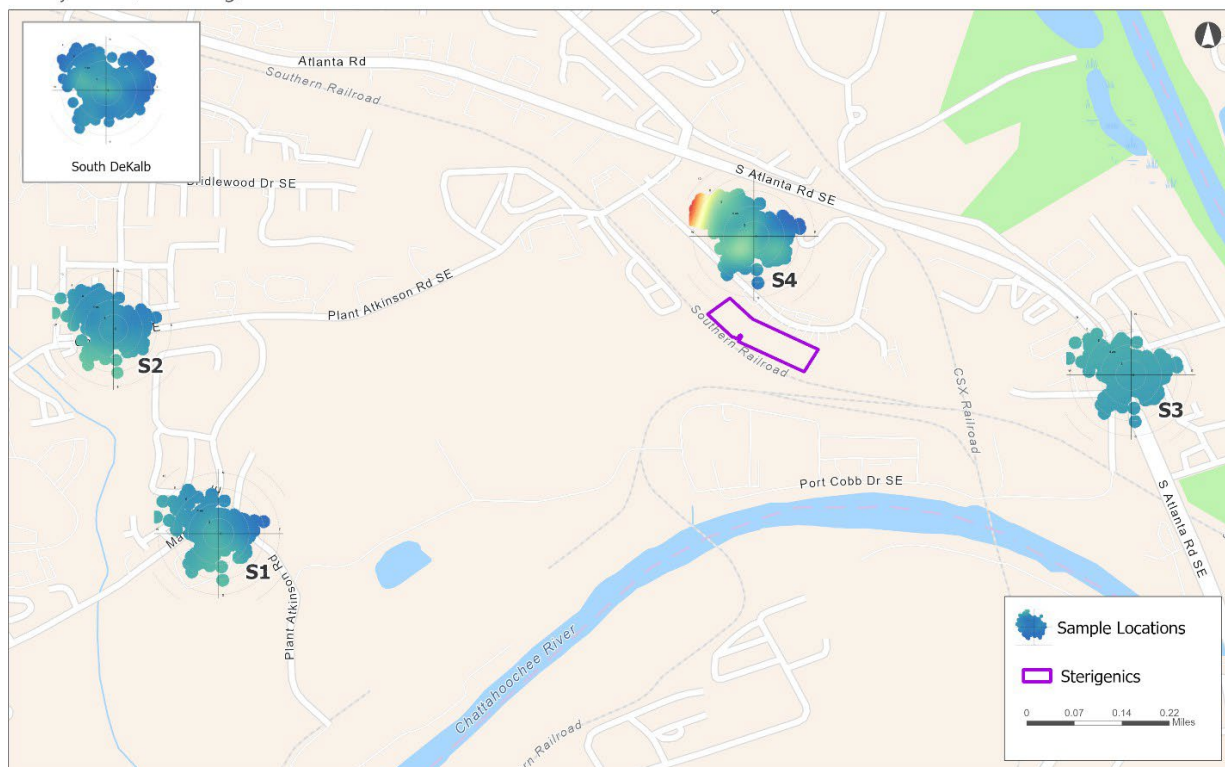 South DeKalb
Atlanta Rd
Southern Railroad
Bridlewood Dr SE
S Atlanta Rd SE
S4
Plant Atkinson Rd SE
S2
Southern Railroad
CSX Railroad
S3
Port Cobb Dr SE
S Atlanta Rd SE
S1
Plant Atkinson Rd
Chattahoochee River
Sample Locations
Sterigenics
0 0.07 0.14 0.22
Miles